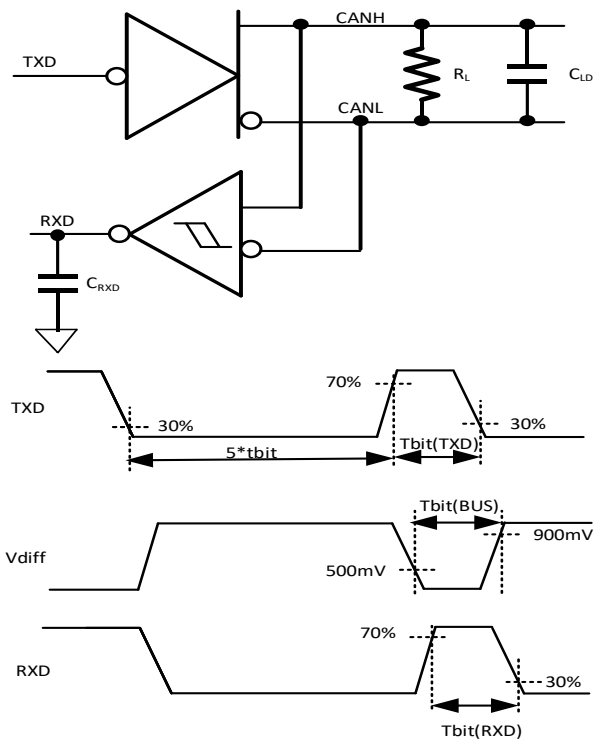 CANH
TXD
RL
CLD
CANL
RXD
CRXD
TXD
30%
5*tbit
70%
Tbit(TXD)
30%
Vdiff
500mV
Tbit(BUS)
900mV
RXD
70%
30%
Tbit(RXD)